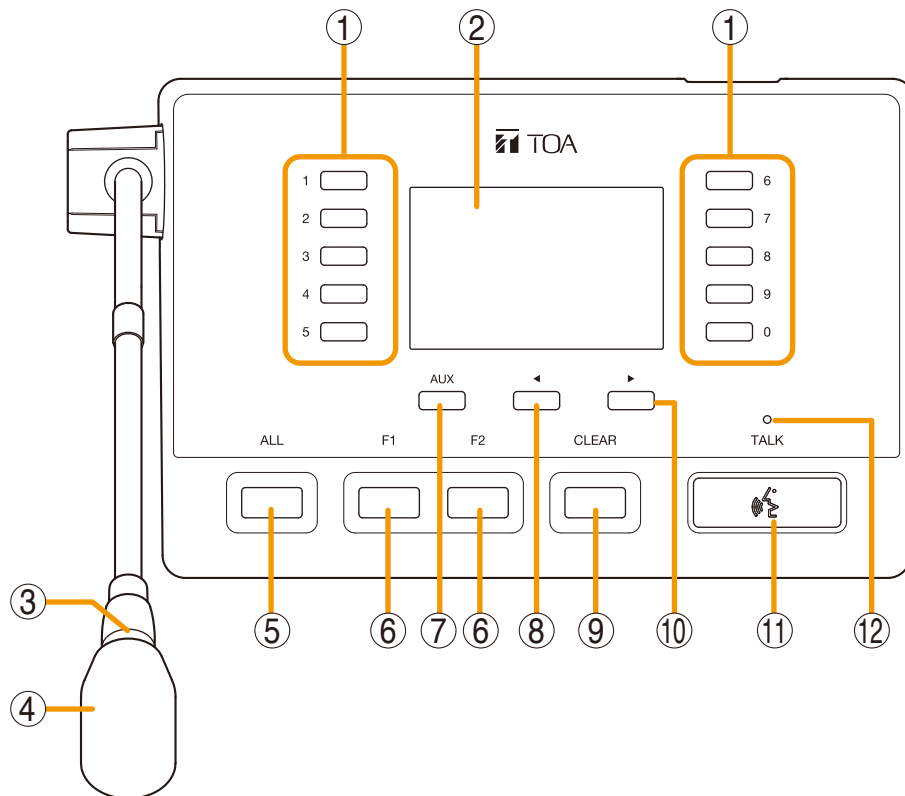 ① ② ①
TOA
1 6
2 7
3 8
4 9
5 0
AUX ◀ ▶
ALL F1 F2 CLEAR TALK
③ ⑤ ⑥ ⑦ ⑥ ⑧ ⑨ ⑩ ⑪ ⑫
④